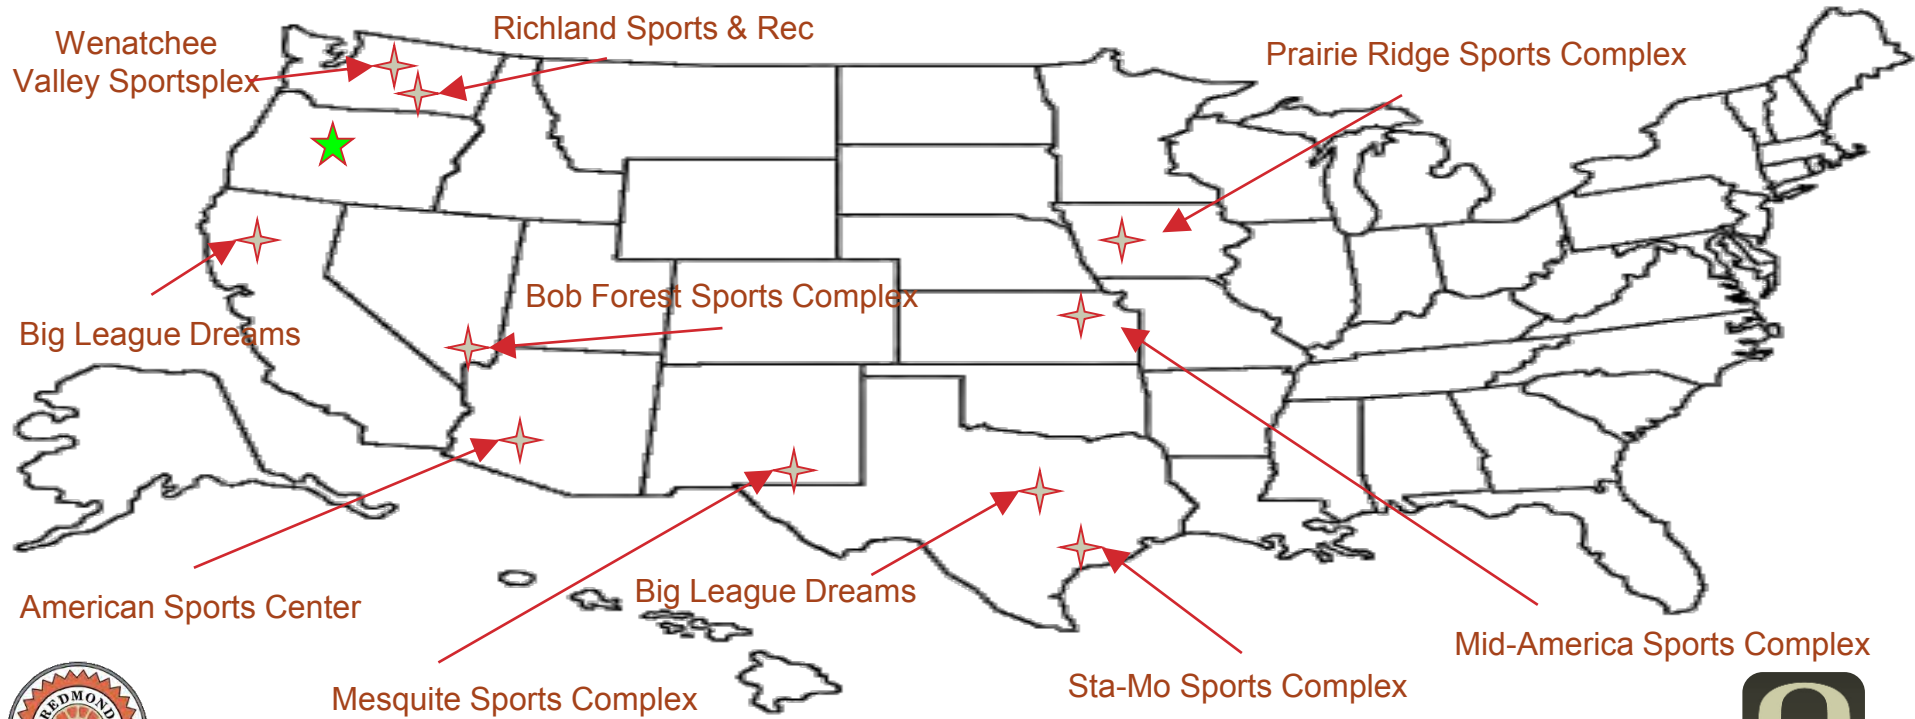 Richland Sports & Rec
Wenatchee
Valley Sportsplex
Prairie Ridge Sports Complex
Bob Forest Sports Complex
Big League Dreams
Big League Dreams
American Sports Center
Mid-America Sports Complex
Sta-Mo Sports Complex
Mesquite Sports Complex
REDMOND